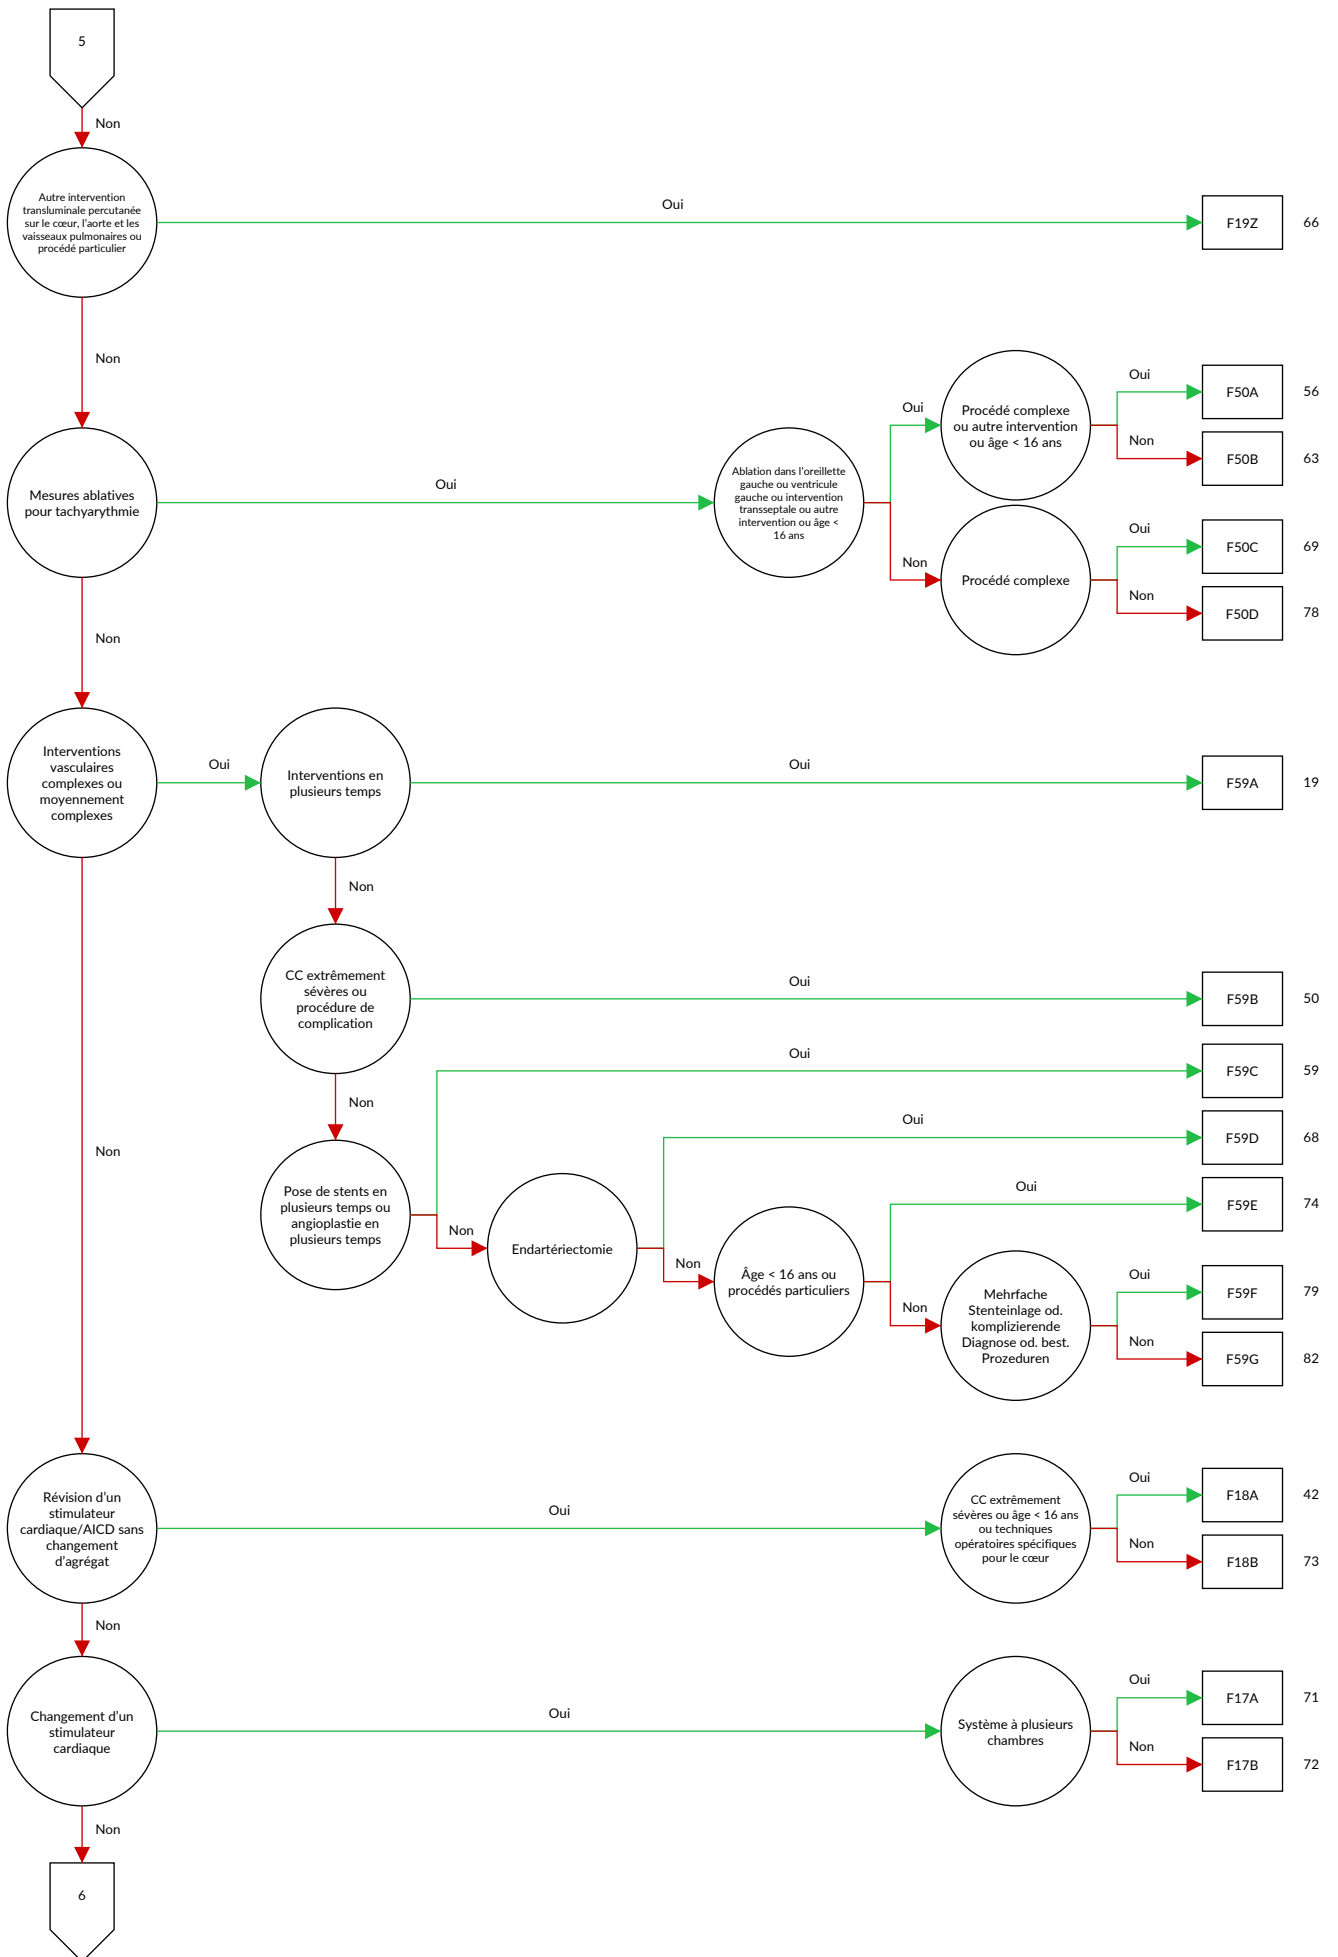 5
Non
Autre intervention
transluminale percutanée
sur le cœur, l'aorte et les
vaisseaux pulmonaires ou
procédé particulier
Oui
F19Z
66
Non
Mesures ablatives
pour tachyarythmie
Oui
Ablation dans l'oreillette
gauche ou ventricule
gauche ou intervention
transseptale ou autre
intervention ou âge <
16 ans
Oui
Procédé complexe
ou autre intervention
ou âge < 16 ans
Oui
F50A
56
Non
F50B
63
Non
Procédé complexe
Oui
F50C
69
Non
F50D
78
Non
Interventions
vasculaires
complexes ou
moyennement
complexes
Oui
Interventions en
plusieurs temps
Oui
F59A
19
Non
CC extrêmement
sévères ou
procédure de
complication
Oui
F59B
50
Non
Pose de stents en
plusieurs temps ou
angioplastie en
plusieurs temps
Oui
F59C
59
Non
Endartériectomie
Oui
F59D
68
Non
Âge < 16 ans ou
procédés particuliers
Oui
F59E
74
Non
Mehrfache
Stenteinlage od.
komplizierende
Diagnose od. best.
Prozeduren
Oui
F59F
79
Non
F59G
82
Non
Révision d'un
stimulateur
cardiaque/AICD sans
changement
d'agrégat
Oui
CC extrêmement
sévères ou âge < 16 ans
ou techniques
opératoires spécifiques
pour le cœur
Oui
F18A
42
Non
F18B
73
Non
Changement d'un
stimulateur
cardiaque
Oui
Système à plusieurs
chambres
Oui
F17A
71
Non
F17B
72
Non
6